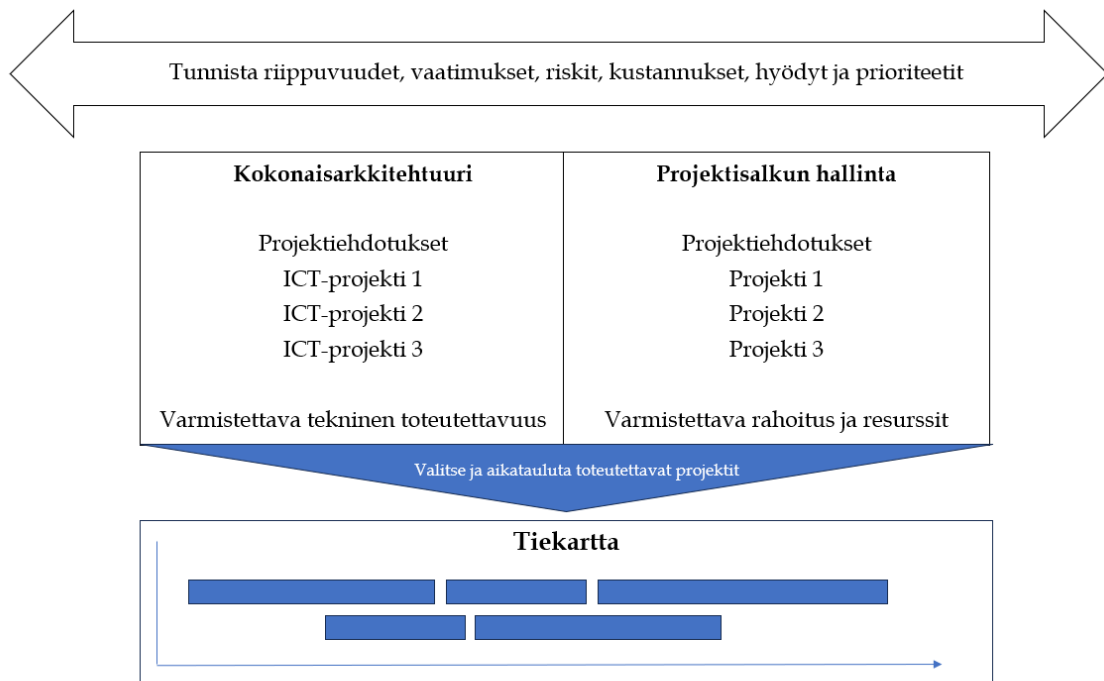 Tunnista riippuvuudet, vaatimukset, riskit, kustannukset, hyödyt ja prioriteetit
Kokonaisarkkitehtuuri
Projektiehdotukset
ICT-projekti 1
ICT-projekti 2
ICT-projekti 3
Varmistettava tekninen toteutettavuus
Projektisalkun hallinta
Projektiehdotukset
Projekti 1
Projekti 2
Projekti 3
Varmistettava rahoitus ja resurssit
Valitse ja aikatauluta toteutettavat projektit
Tiekartta